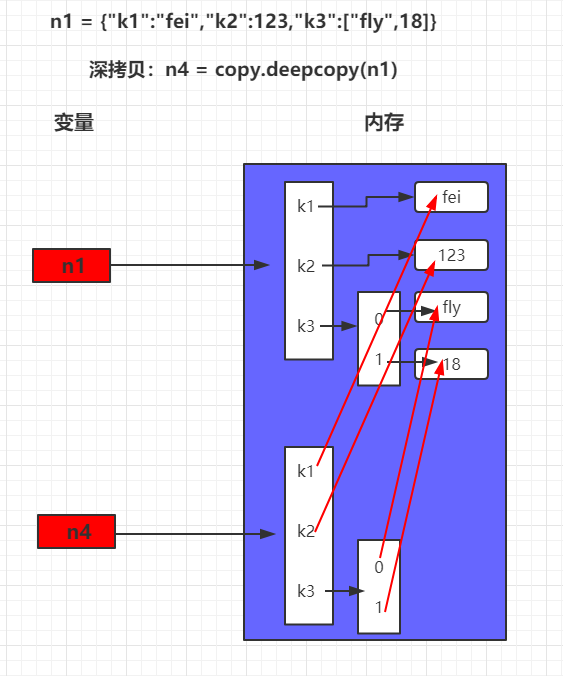 n1 = {"k1":"fei","k2":123,"k3":["fly",18]}
深拷贝：n4 = copy.deepcopy(n1)
变量
内存
k1
fei
n1
k2
123
k3
0
fly
1
18
k1
n4
k2
k3
0
1